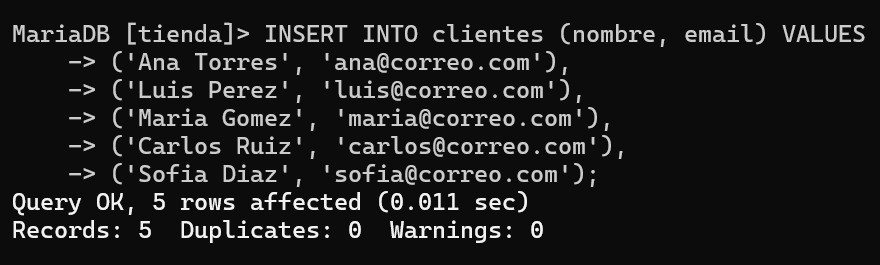 MariaDB [tienda]> INSERT INTO clientes (nombre, email) VALUES
    -> ('Ana Torres', 'ana@correo.com'),
    -> ('Luis Perez', 'luis@correo.com'),
    -> ('Maria Gomez', 'maria@correo.com'),
    -> ('Carlos Ruiz', 'carlos@correo.com'),
    -> ('Sofia Diaz', 'sofia@correo.com');
Query OK, 5 rows affected (0.011 sec)
Records: 5  Duplicates: 0  Warnings: 0